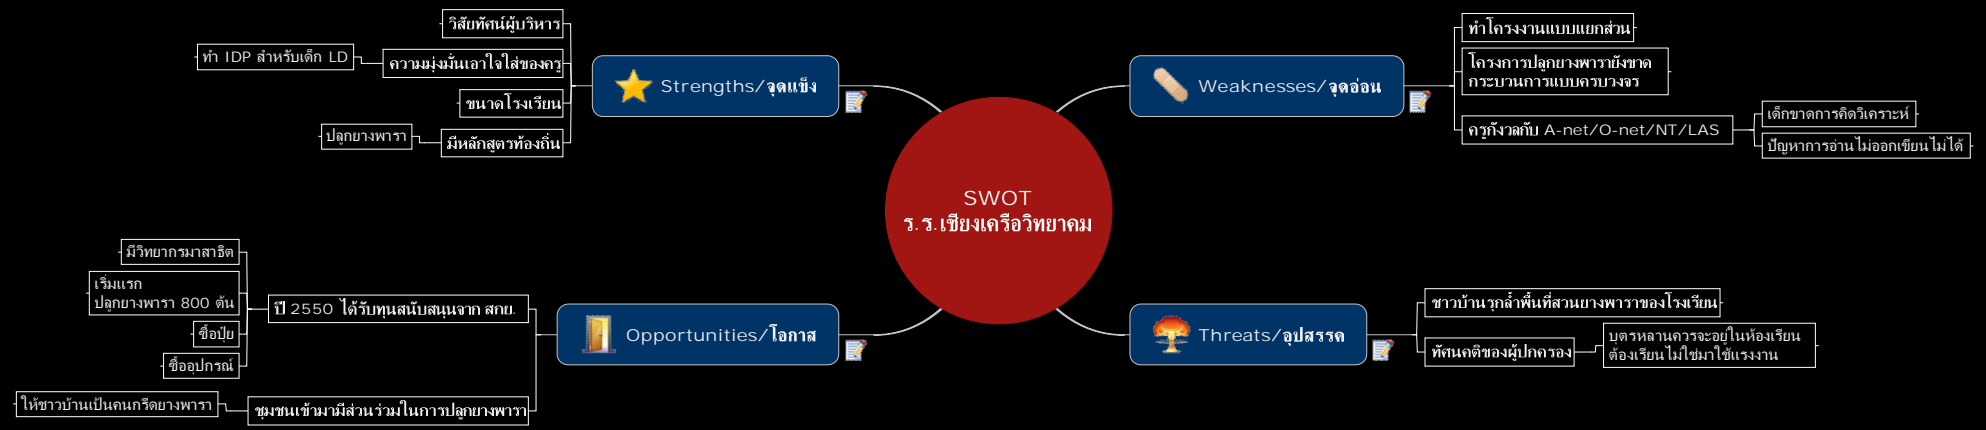 วิสัยทัศน์ผู้บริหาร
ทำ IDP สำหรับเด็ก LD
ความมุ่งมั่นเอาใจใส่ของครู
ขนาดโรงเรียน
ปลูกยางพารา
มีหลักสูตรท้องถิ่น
Strengths/จุดแข็ง
Weaknesses/จุดอ่อน
ทำโครงงานแบบแยกส่วน
โครงการปลูกยางพารายังขาด
กระบวนการแบบครบวงจร
ครูกังวลกับ A-net/O-net/NT/LAS
เด็กขาดการคิดวิเคราะห์
ปัญหาการอ่านไม่ออกเขียนไม่ได้
SWOT
ร.ร.เชียงเครือวิทยาคม
มีวิทยากรมาสาธิต
เริ่มแรก
ปลูกยางพารา 800 ต้น
ซื้อปุ๋ย
ซื้ออุปกรณ์
ปี 2550 ได้รับทุนสนับสนุนจาก สกย.
ให้ชาวบ้านเป็นคนกรีดยางพารา
ชุมชนเข้ามามีส่วนร่วมในการปลูกยางพารา
Opportunities/โอกาส
Threats/อุปสรรค
ชาวบ้านรุกล้ำพื้นที่สวนยางพาราของโรงเรียน
ทัศนคติของผู้ปกครอง
บุตรหลานควรจะอยู่ในห้องเรียน
ต้องเรียนไม่ใช่มาใช้แรงงาน